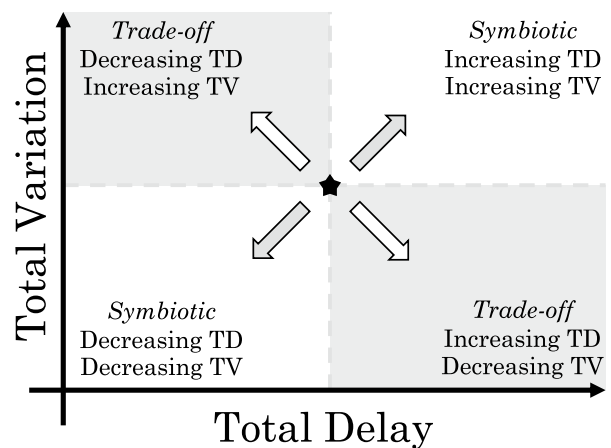 Trade-off
Decreasing TD
Increasing TV
Symbiotic
Increasing TD
Increasing TV
Total Variation
Symbiotic
Decreasing TD
Decreasing TV
Trade-off
Increasing TD
Decreasing TV
Total Delay